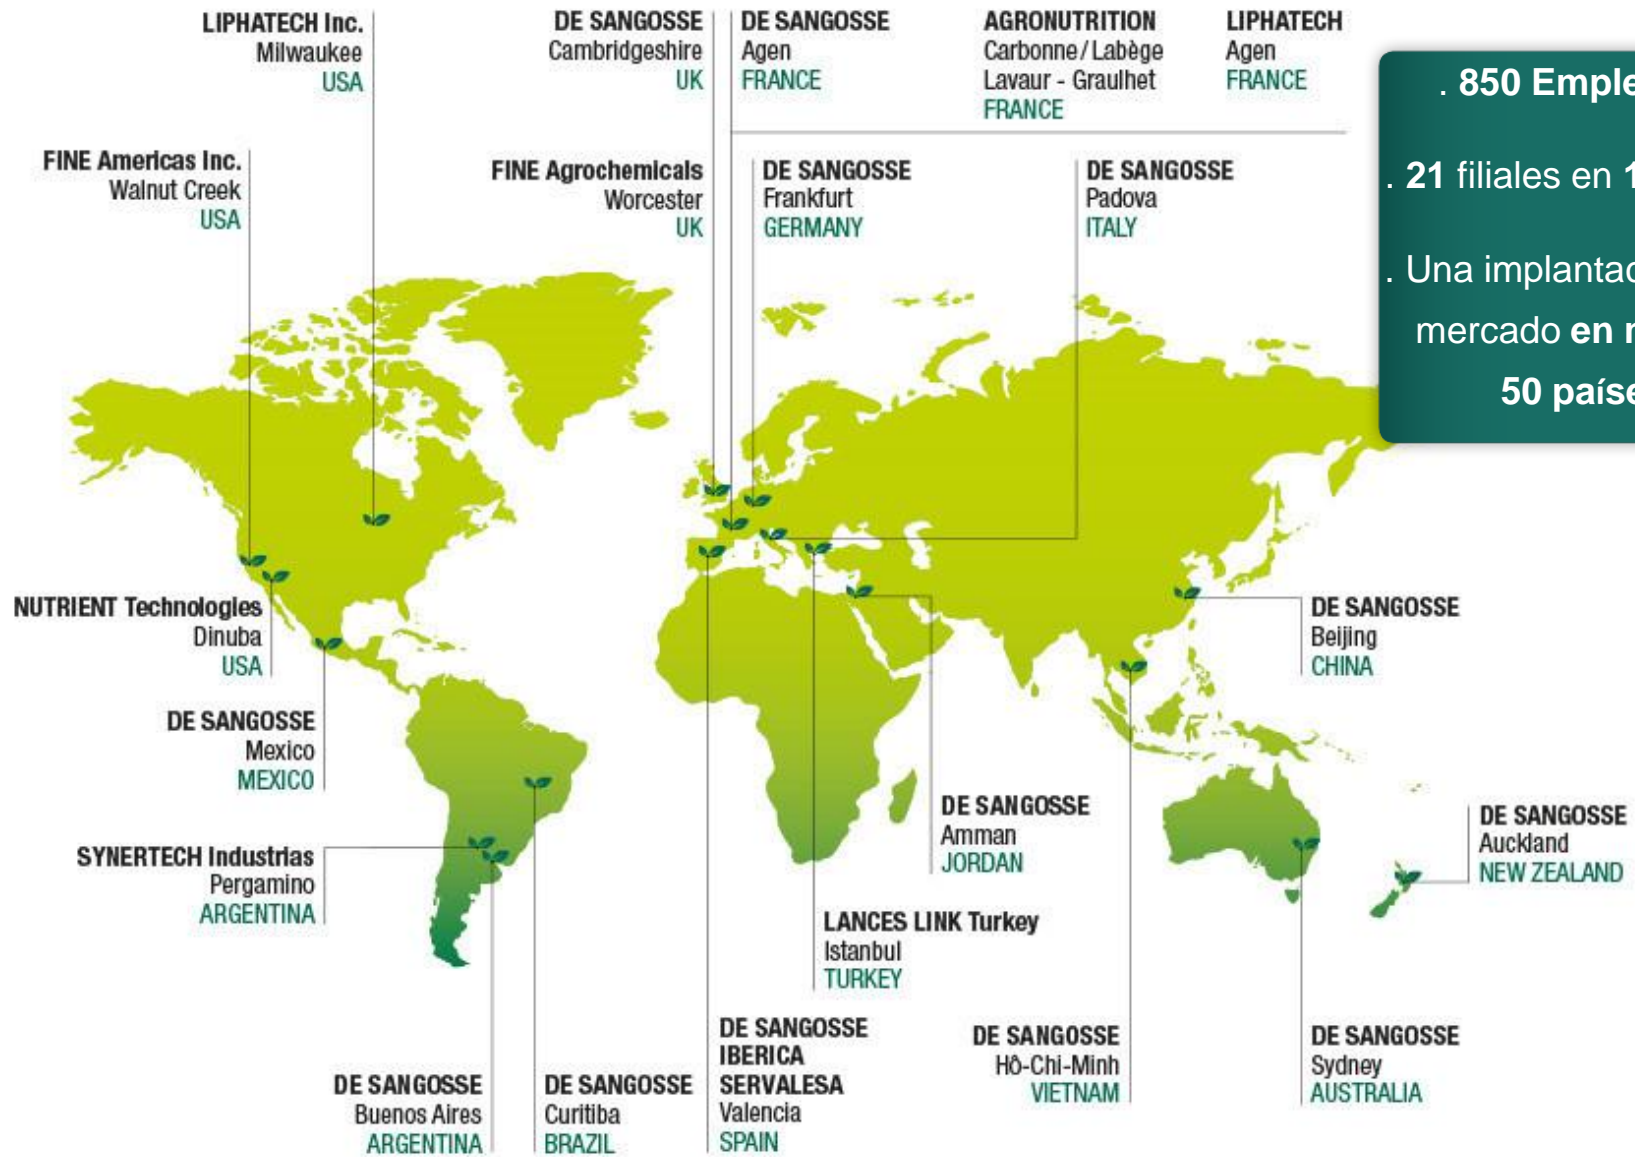 LIPHATECH Inc.
Milwaukee
USA
DE SANGOSSE
Cambridgeshire
UK
DE SANGOSSE
Agen
FRANCE
AGRONUTRITION
Carbonne/Labège
Lavaur - Graulhet
FRANCE
LIPHATECH
Agen
FRANCE
. 850 Emple
. 21 filiales en 1
. Una implantac
mercado en
50 país
FINE Americas Inc.
Walnut Creek
USA
FINE Agrochemicals
Worcester
UK
DE SANGOSSE
Frankfurt
GERMANY
DE SANGOSSE
Padova
ITALY
NUTRIENT Technologies
Dinuba
USA
DE SANGOSSE
Beijing
CHINA
DE SANGOSSE
Mexico
MEXICO
DE SANGOSSE
Amman
JORDAN
DE SANGOSSE
Auckland
NEW ZEALAND
SYNERTECH Industrias
Pergamino
ARGENTINA
LANCES LINK Turkey
Istanbul
TURKEY
DE SANGOSSE
Buenos Aires
ARGENTINA
DE SANGOSSE
Curitiba
BRAZIL
DE SANGOSSE
IBERICA
SERVALESA
Valencia
SPAIN
DE SANGOSSE
Hô-Chi-Minh
VIETNAM
DE SANGOSSE
Sydney
AUSTRALIA